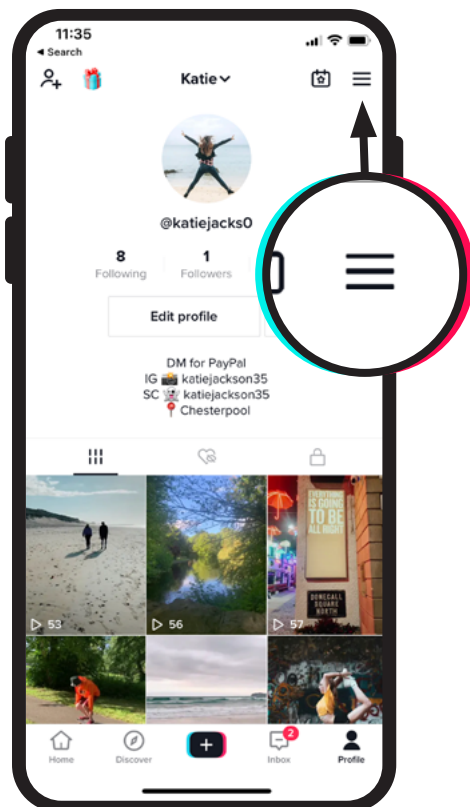 11:35
Search
Katie
@katiejacks0
8 1
Following Followers
Edit profile
DM for PayPal
IG 📸 katiejackson35
SC 👻 katiejackson35
📍 Chesterpool
EVERYTHING
IS GOING
TO BE
ALL RIGHT
DONEGALL
SQUARE
NORTH
53 56 57
2
Home Discover Inbox Profile